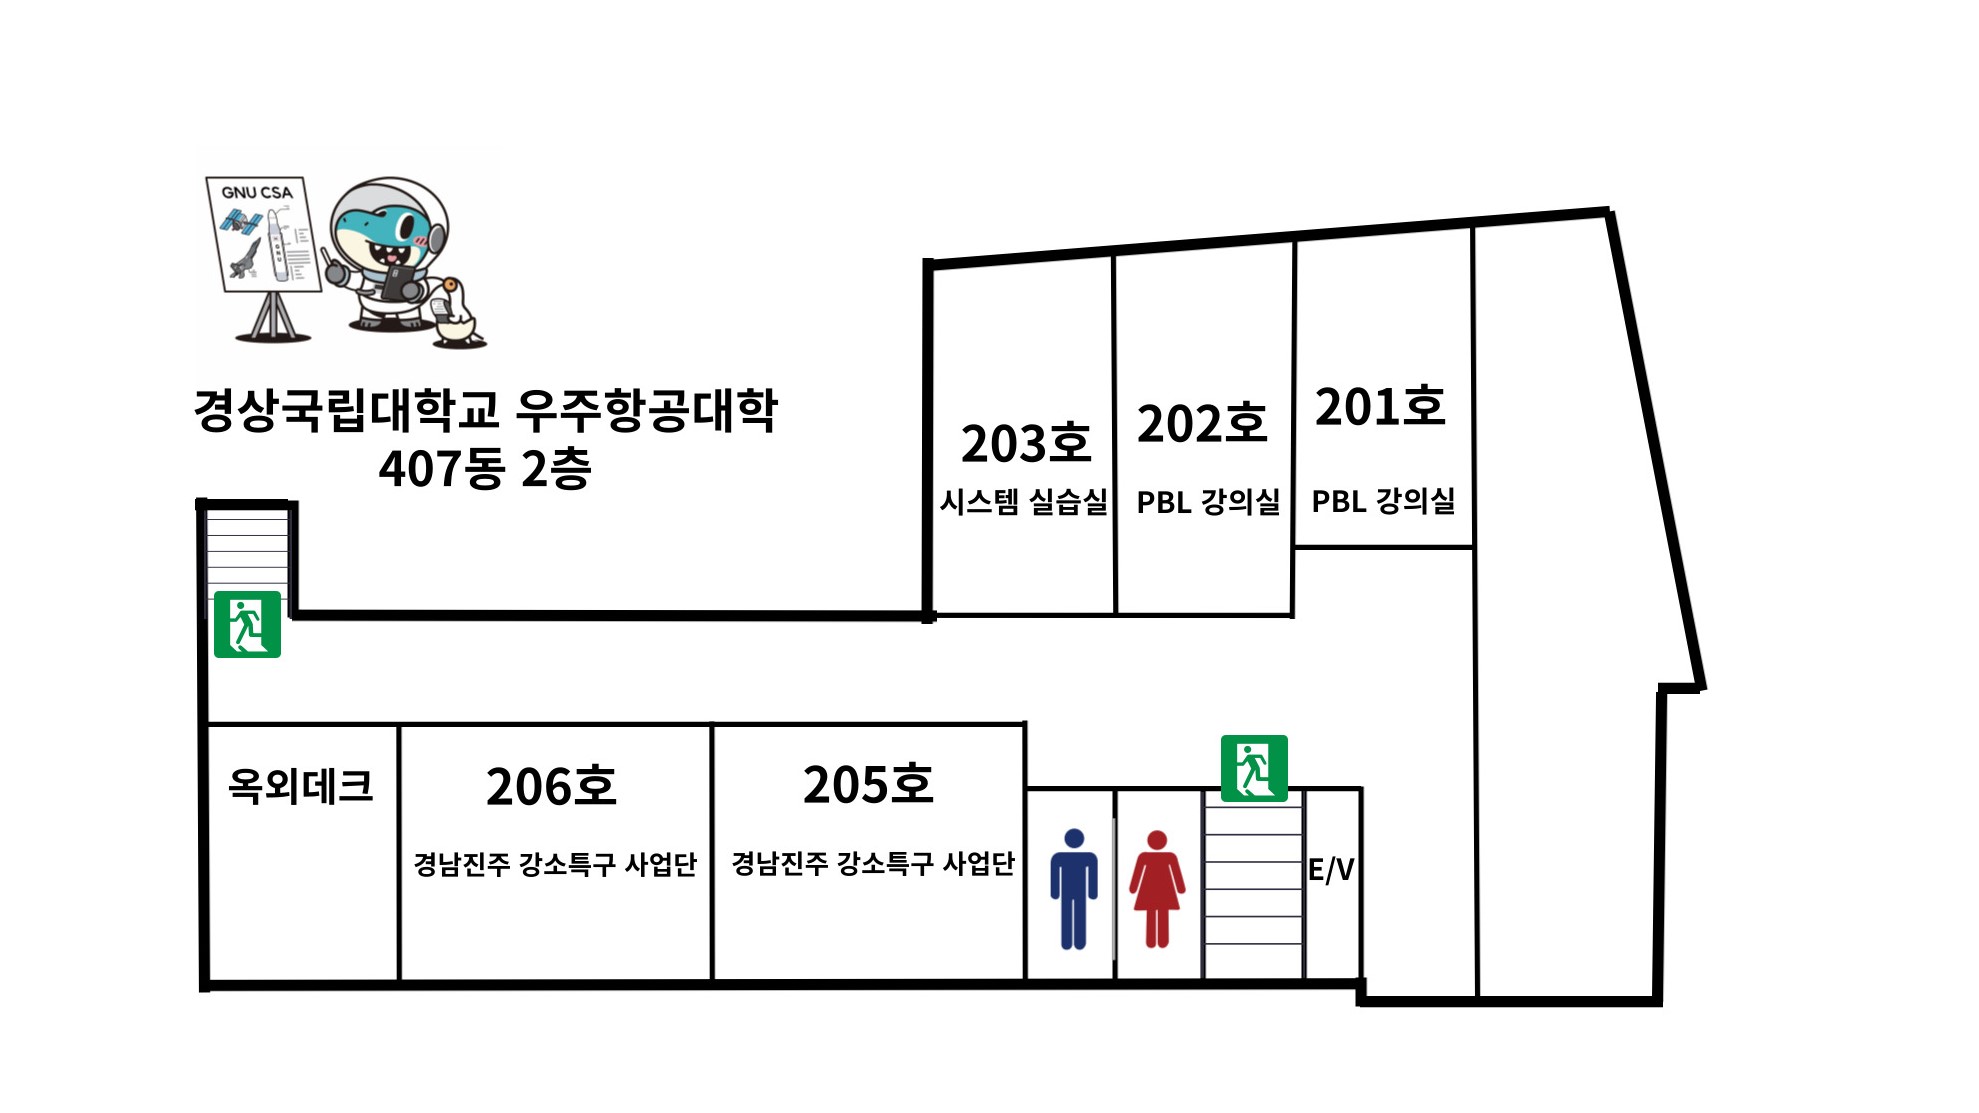 GNU CSA
GNU
경상국립대학교 우주항공대학
407동 2층
203호
시스템 실습실
202호
PBL 강의실
201호
PBL 강의실
옥외데크
206호
경남진주 강소특구 사업단
205호
경남진주 강소특구 사업단
E/V